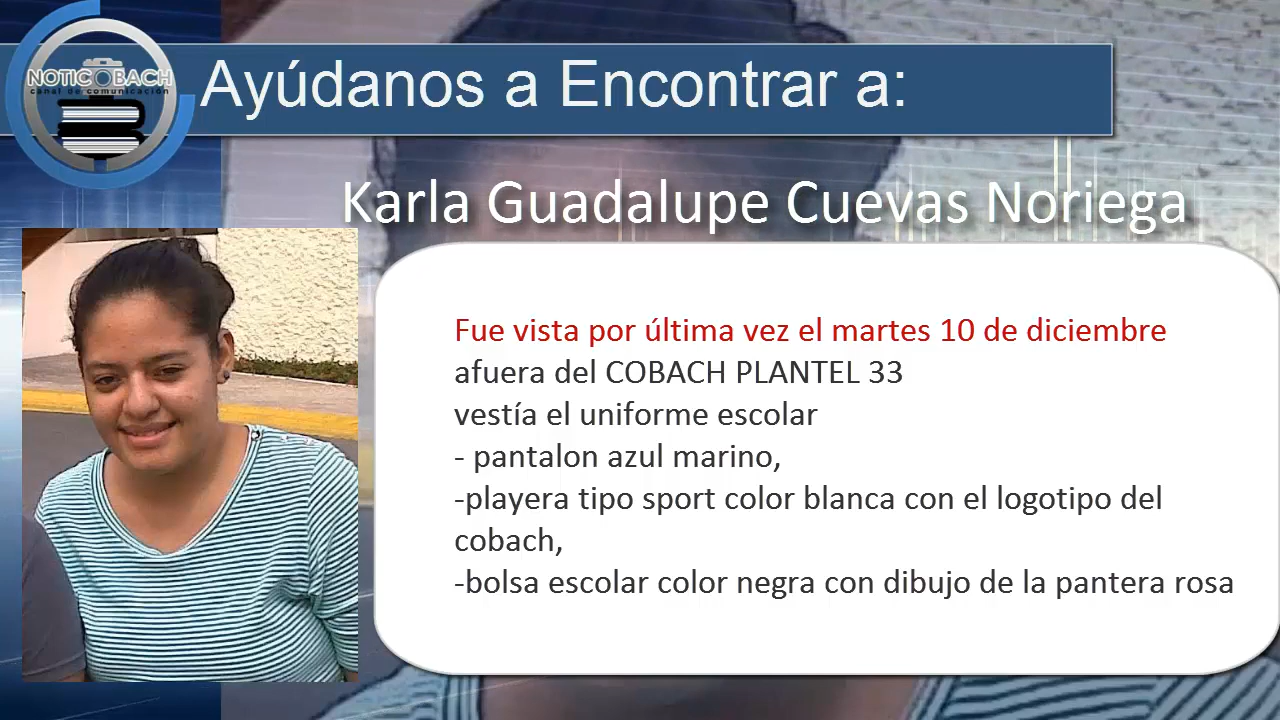 NOTICOBACH
canal de comunicación
Ayúdanos a Encontrar a:
Karla Guadalupe Cuevas Noriega
Fue vista por última vez el martes 10 de diciembre
afuera del COBACH PLANTEL 33
vestía el uniforme escolar
- pantalon azul marino,
-playera tipo sport color blanca con el logotipo del
cobach,
-bolsa escolar color negra con dibujo de la pantera rosa